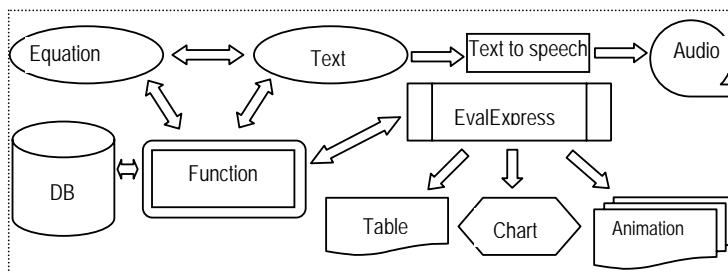 Equation
Text
Text to speech
Audio
EvalExpress
DB
Function
Table
Chart
Animation